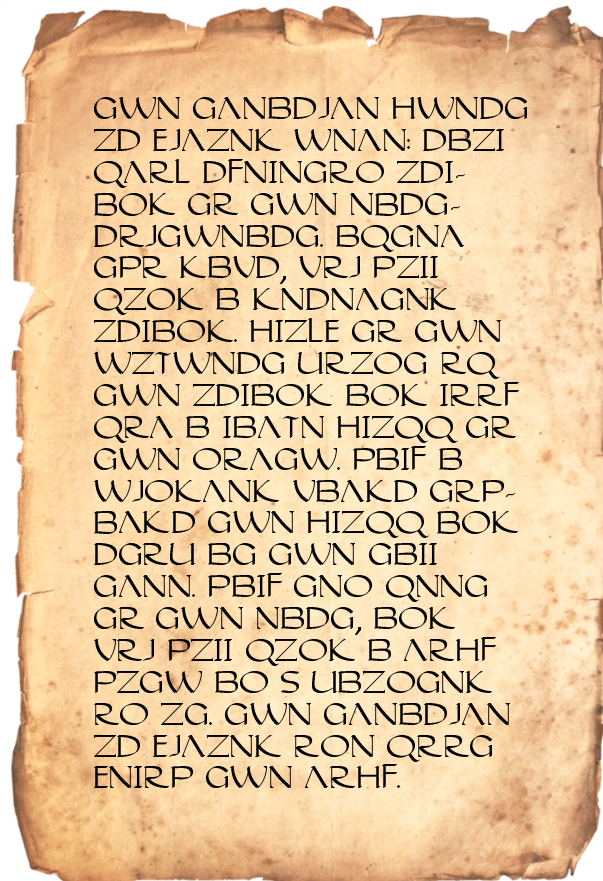 GWN GANBDJAN HWNDG
ZD EJAZNK WNAN: DBZI
QARL DFNINGRO ZDI-
BOK GR GWN NBDG-
DRJGWNBDG. BQGNA
GPR KBVD, VRJ PZII
QZOK B KNDNAGNK
ZDIBOK. HIZLE GR GWN
WZTWNDG URZOG RQ
GWN ZDIBOK BOK IRRF
QRA B IBATN HIZQQ GR
GWN ORAGW. PBIF B
WJOKANK VBAKD GRP-
BAKD GWN HIZQQ BOK
DGRU BG GWN GBII
GANN. PBIF GNO QNNG
GR GWN NBDG, BOK
VRJ PZII QZOK B ARHF
PZGW BO S UBZOGNK
RO ZG. GWN GANBDJAN
ZD EJAZNK RON QRRG
ENIRP GWN ARHF.